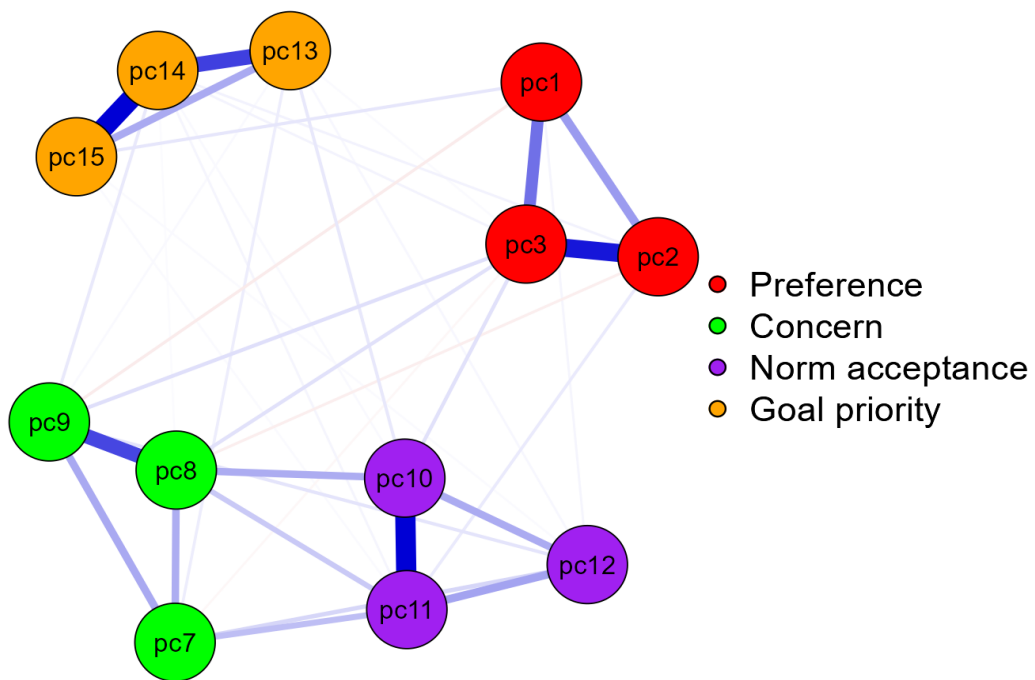 pc13
pc14
pc1
pc15
pc3
pc2
Preference
Concern
Norm acceptance
Goal priority
pc9
pc8
pc10
pc12
pc11
pc7